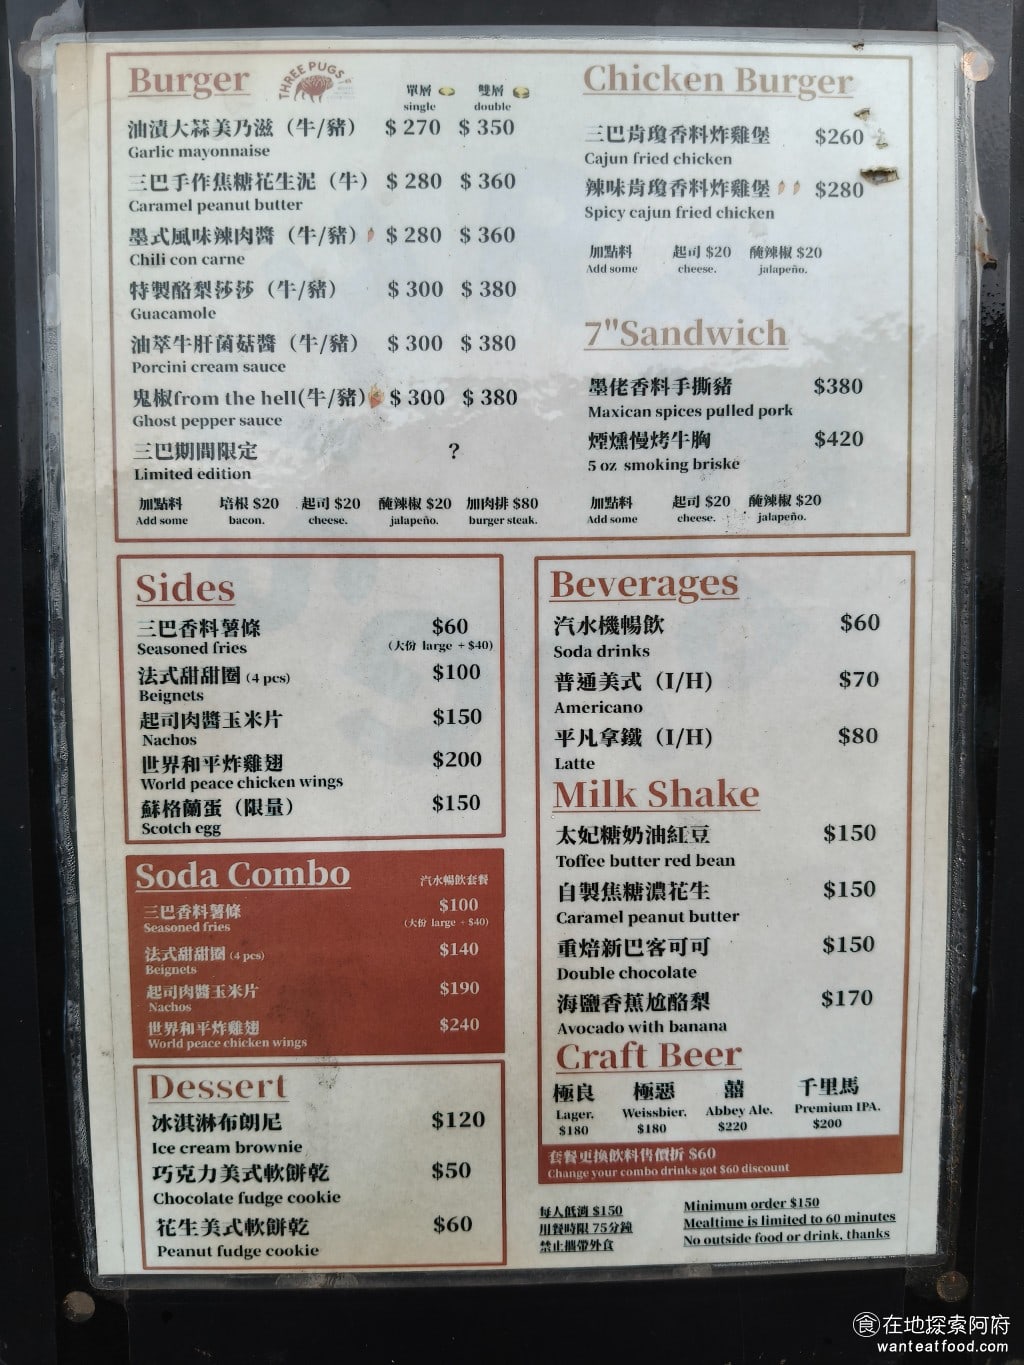 Burger
THREE PUGS
單層 雙層
single double
油漬大蒜美乃滋（牛/豬） $ 270 $ 350
Garlic mayonnaise
三巴手作焦糖花生泥（牛） $ 280 $ 360
Caramel peanut butter
墨式風味辣肉醬（牛/豬） $ 280 $ 360
Chili con carne
特製酪梨莎莎（牛/豬） $ 300 $ 380
Guacamole
油萃牛肝菌菇醬（牛/豬） $ 300 $ 380
Porcini cream sauce
鬼椒from the hell(牛/豬) $ 300 $ 380
Ghost pepper sauce
三巴期間限定 ?
Limited edition
加點料 培根 $20 起司 $20 醃辣椒 $20 加肉排 $80
Add some bacon. cheese. jalapeño. burger steak.
Chicken Burger
三巴肯瓊香料炸雞堡 $260
Cajun fried chicken
辣味肯瓊香料炸雞堡 $280
Spicy cajun fried chicken
加點料 起司 $20 醃辣椒 $20
Add some cheese. jalapeño.
7"Sandwich
墨佬香料手撕豬 $380
Maxican spices pulled pork
煙燻慢烤牛胸 $420
5 oz smoking briske
加點料 起司 $20 醃辣椒 $20
Add some cheese. jalapeño.
Sides
三巴香料薯條 $60
Seasoned fries (大份 large + $40)
法式甜甜圈 (4 pcs) $100
Beignets
起司肉醬玉米片 $150
Nachos
世界和平炸雞翅 $200
World peace chicken wings
蘇格蘭蛋（限量） $150
Scotch egg
Soda Combo 汽水暢飲套餐
三巴香料薯條 $100
Seasoned fries (大份 large + $40)
法式甜甜圈 (4 pcs) $140
Beignets
起司肉醬玉米片 $190
Nachos
世界和平炸雞翅 $240
World peace chicken wings
Dessert
冰淇淋布朗尼 $120
Ice cream brownie
巧克力美式軟餅乾 $50
Chocolate fudge cookie
花生美式軟餅乾 $60
Peanut fudge cookie
Beverages
汽水機暢飲 $60
Soda drinks
普通美式（I/H） $70
Americano
平凡拿鐵（I/H） $80
Latte
Milk Shake
太妃糖奶油紅豆 $150
Toffee butter red bean
自製焦糖濃花生 $150
Caramel peanut butter
重焙新巴客可可 $150
Double chocolate
海鹽香蕉尬酪梨 $170
Avocado with banana
Craft Beer
極良 極惡 囍 千里馬
Lager. Weissbier. Abbey Ale. Premium IPA.
$180 $180 $220 $200
套餐更換飲料售價折 $60
Change your combo drinks got $60 discount
每人低消 $150
用餐時限 75分鐘
禁止攜帶外食
Minimum order $150
Mealtime is limited to 60 minutes
No outside food or drink, thanks
食 在地探索阿府
wanteatfood.com